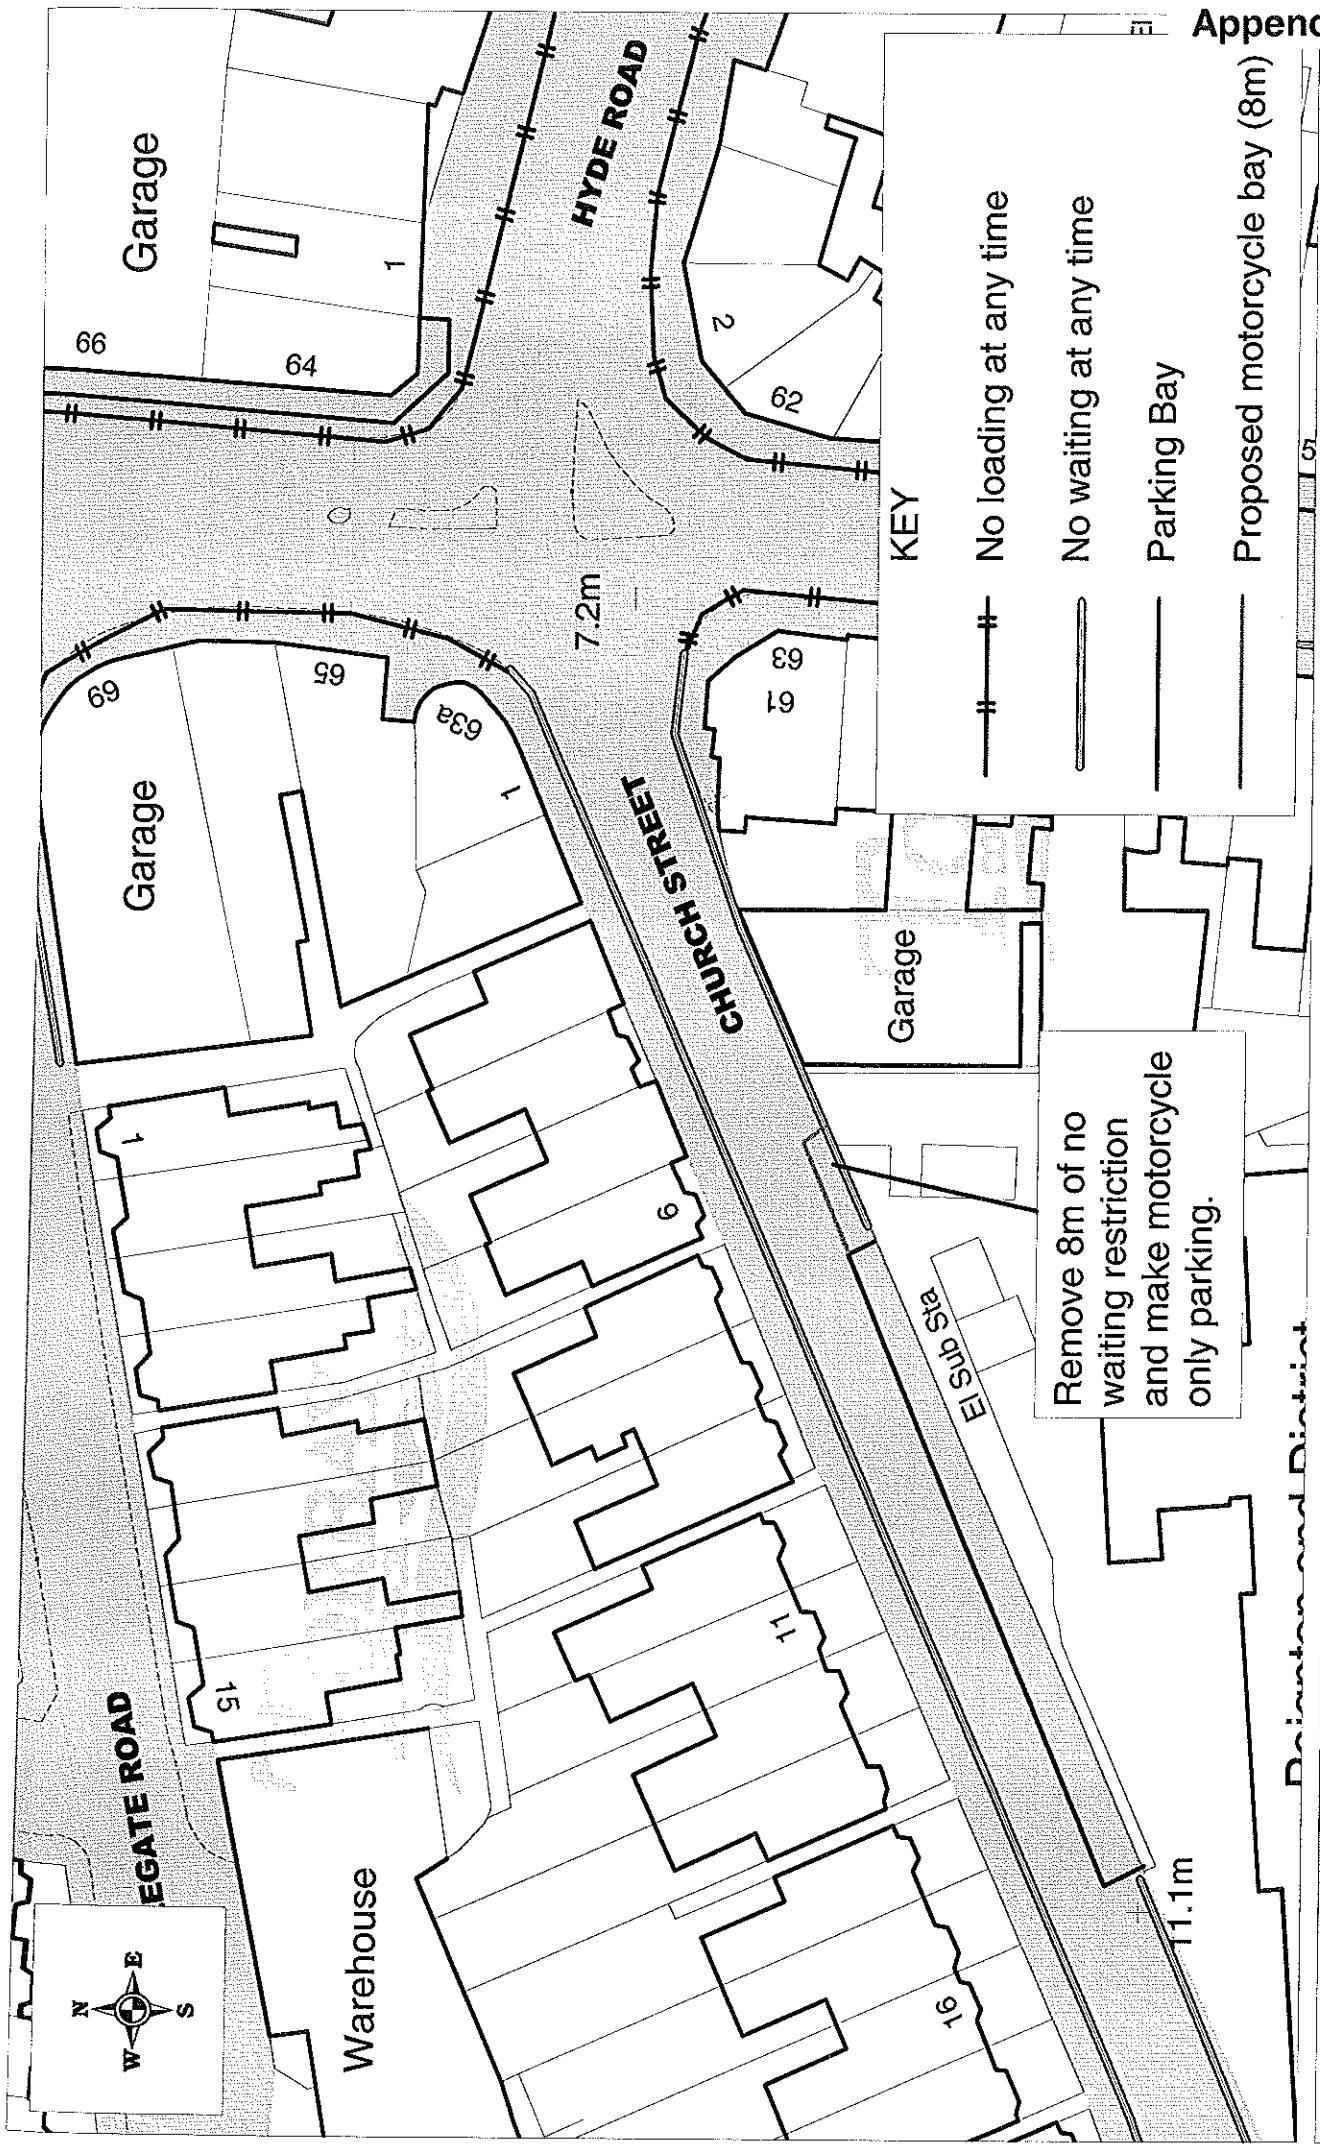 Append
Garage
66
64
1
HYDE ROAD
2
62
7.2m
69
65
63a
1
63
61
Garage
CHURCH STREET
Garage
1
15
9
11
16
EGATE ROAD
Warehouse
N
W
E
S
El Sub Sta
11.1m
Remove 8m of no
waiting restriction
and make motorcycle
only parking.
KEY
No loading at any time
No waiting at any time
Parking Bay
Proposed motorcycle bay (8m)
El
5